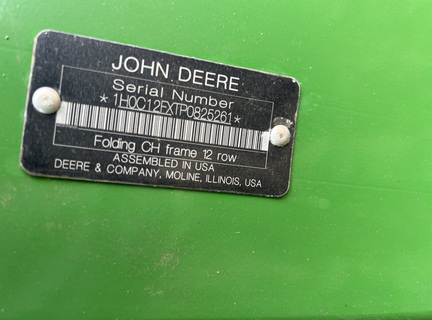 JOHN DEERE
Serial Number
*1H0C12FXTP0825261*
Folding CH frame 12 row
ASSEMBLED IN USA
DEERE & COMPANY, MOLINE, ILLINOIS, USA